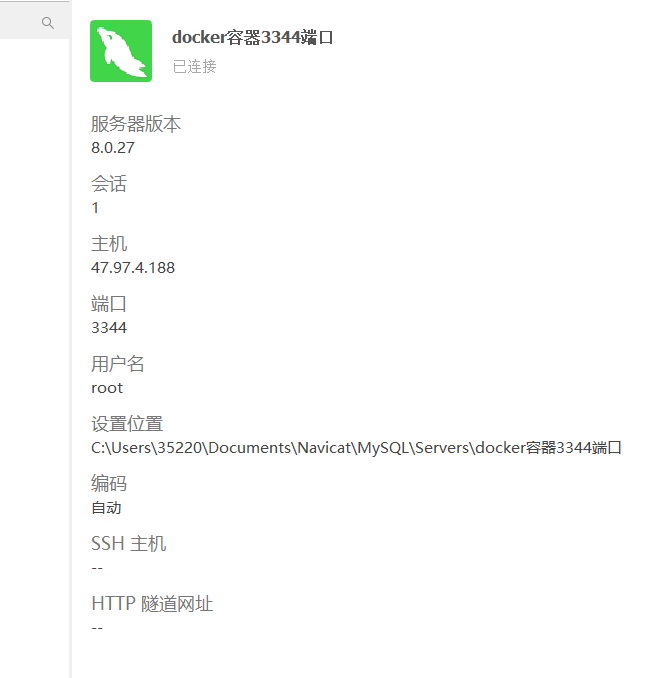 docker容器3344端口
已连接
服务器版本
8.0.27
会话
1
主机
47.97.4.188
端口
3344
用户名
root
设置位置
C:\Users\35220\Documents\Navicat\MySQL\Servers\docker容器3344端口
编码
自动
SSH 主机
--
HTTP 隧道网址
--